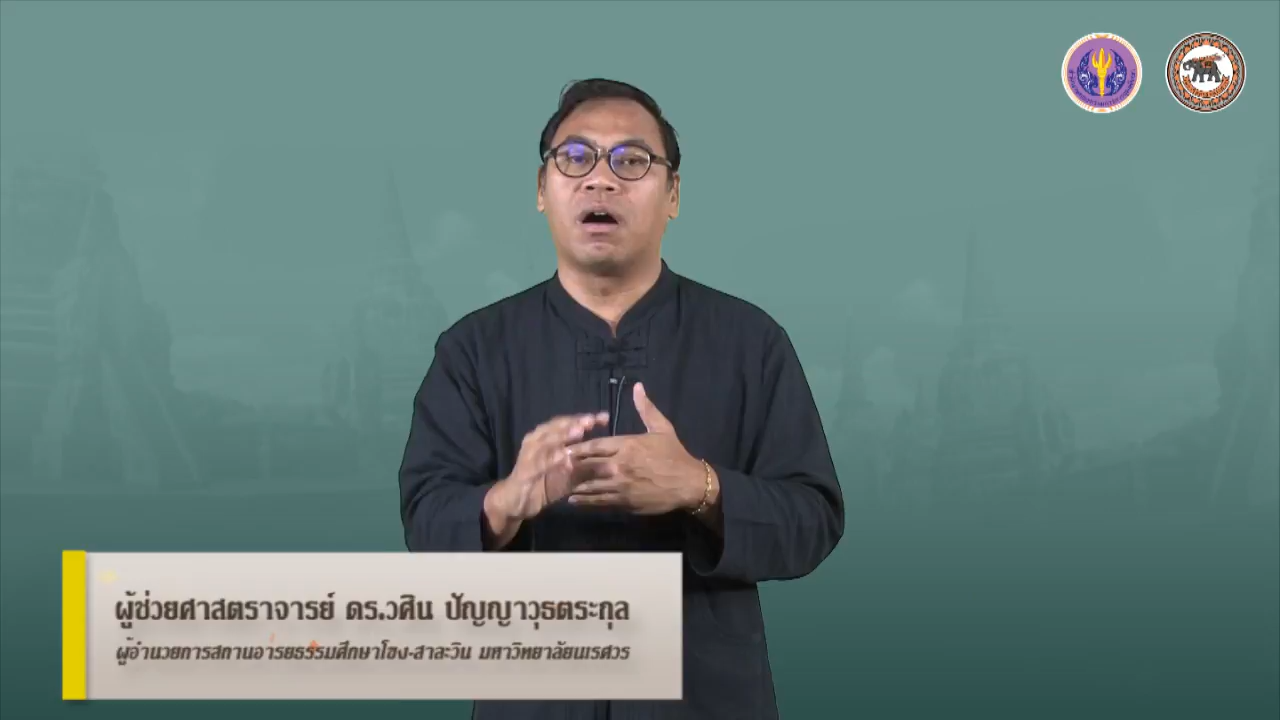 ผู้ช่วยศาสตราจารย์ ดร.วศิน ปัญญาวุธตระกูล
ผู้อำนวยการสถานอารยธรรมศึกษาโขง-สาละวิน มหาวิทยาลัยนเรศวร